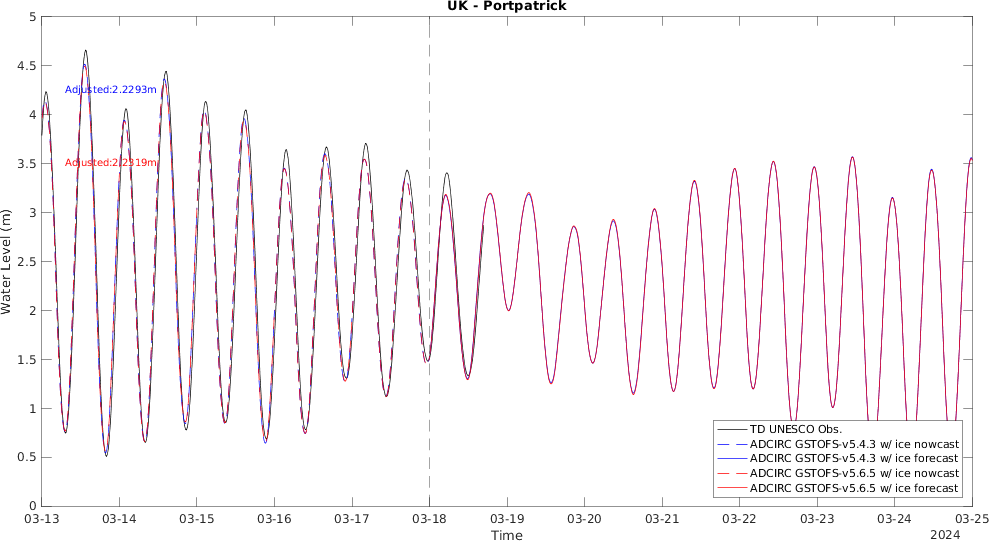 UK - Portpatrick
5
4.5
4
3.5
3
2.5
2
1.5
1
0.5
0
Water Level (m)
Adjusted:2.2293m
Adjusted:2.2319m
TD UNESCO Obs.
ADCIRC GSTOFS-v5.4.3 w/ ice nowcast
ADCIRC GSTOFS-v5.4.3 w/ ice forecast
ADCIRC GSTOFS-v5.6.5 w/ ice nowcast
ADCIRC GSTOFS-v5.6.5 w/ ice forecast
03-13 03-14 03-15 03-16 03-17 03-18 03-19 03-20 03-21 03-22 03-23 03-24 03-25
Time
2024